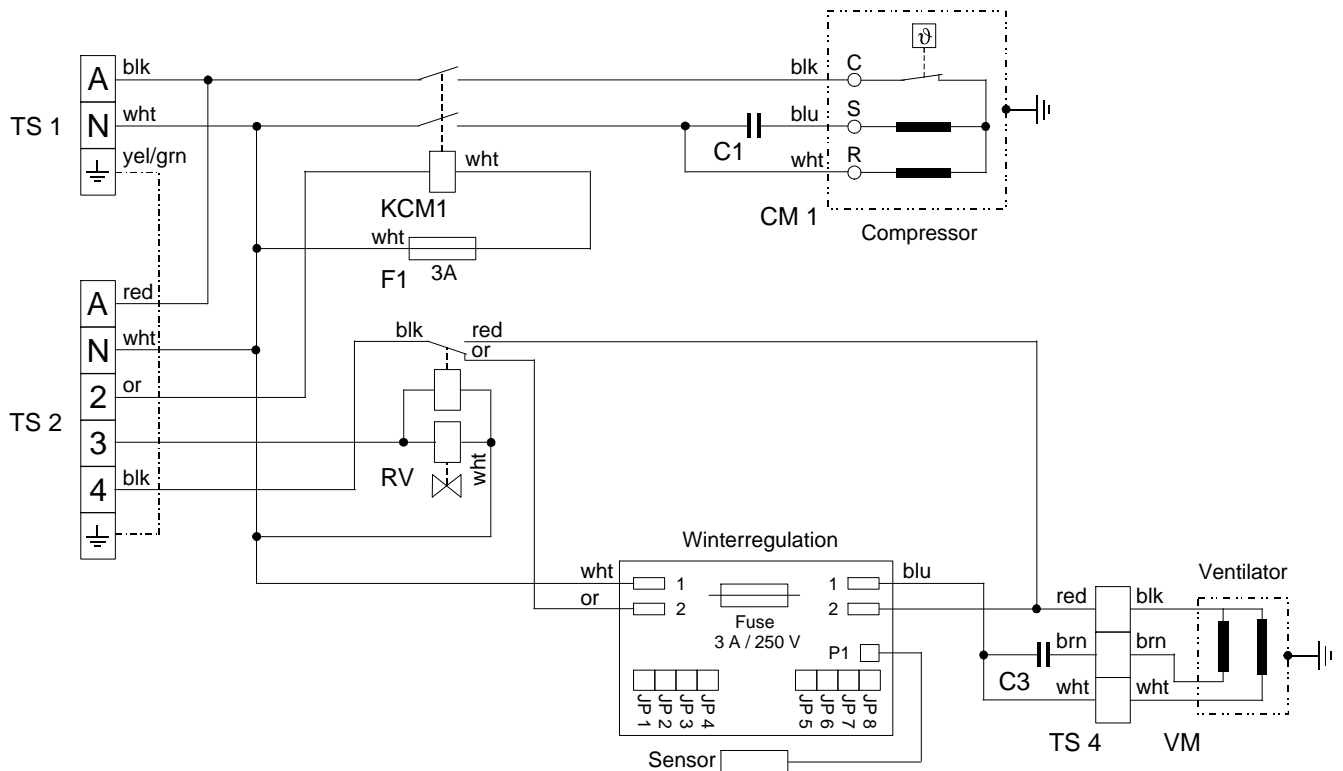 ϑ
A blk blk C
TS 1 N wht blu S
C1
yel/grn wht wht R
KCM1 CM 1
wht Compressor
F1 3A
A red
N wht blk red
or
2 or
TS 2
3
RV wht
4 blk
Winterregulation
wht 1 1 blu Ventilator
or 2 2 red blk
Fuse
3 A / 250 V
P1 brn brn
C3
JP 1 JP 2 JP 3 JP 4 JP 5 JP 6 JP 7 JP 8 wht wht
TS 4 VM
Sensor